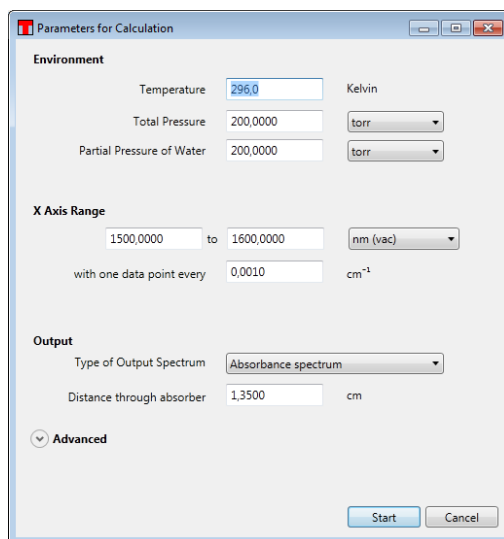 Parameters for Calculation
Environment
Temperature 296,0 Kelvin
Total Pressure 200,0000 torr
Partial Pressure of Water 200,0000 torr
X Axis Range
1500,0000 to 1600,0000 nm (vac)
with one data point every 0,0010 cm⁻¹
Output
Type of Output Spectrum Absorbance spectrum
Distance through absorber 1,3500 cm
Advanced
Start Cancel